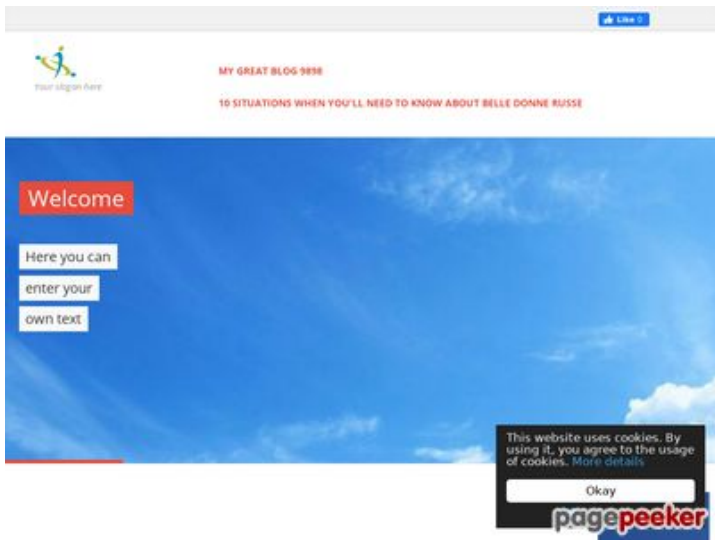 Like 0
Your slogan here
MY GREAT BLOG 9898
10 SITUATIONS WHEN YOU'LL NEED TO KNOW ABOUT BELLE DONNE RUSSE
Welcome
Here you can
enter your
own text
This website uses cookies. By
using it, you agree to the usage
of cookies. More details
Okay
pagepeeker